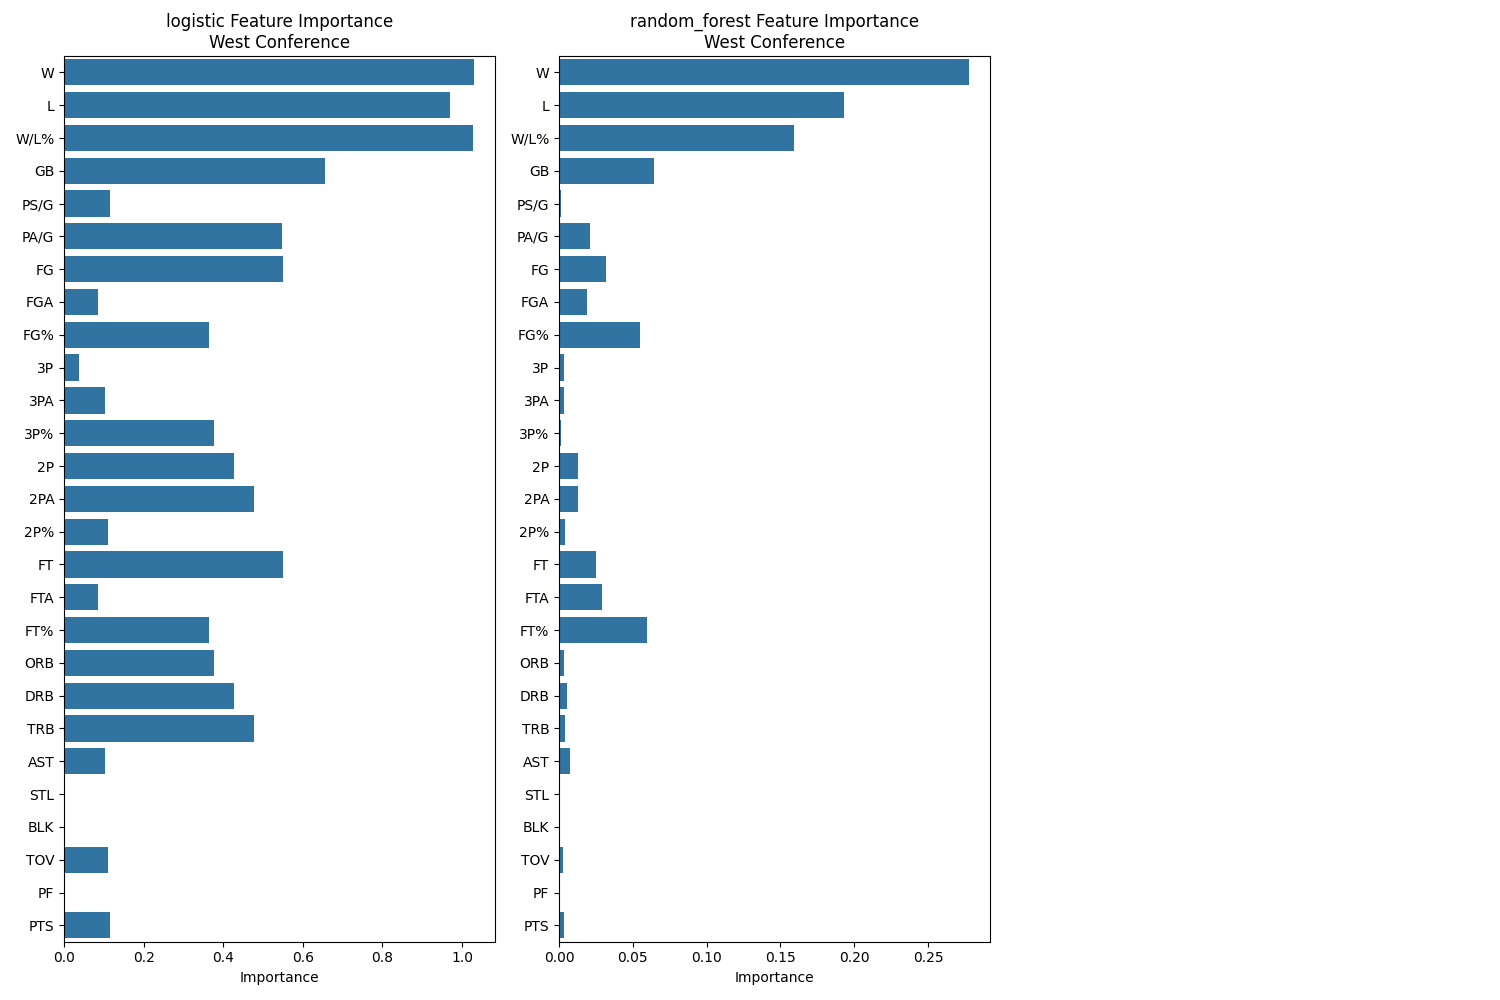 logistic Feature Importance
West Conference
W
L
W/L%
GB
PS/G
PA/G
FG
FGA
FG%
3P
3PA
3P%
2P
2PA
2P%
FT
FTA
FT%
ORB
DRB
TRB
AST
STL
BLK
TOV
PF
PTS
0.0 0.2 0.4 0.6 0.8 1.0
Importance
random_forest Feature Importance
West Conference
W
L
W/L%
GB
PS/G
PA/G
FG
FGA
FG%
3P
3PA
3P%
2P
2PA
2P%
FT
FTA
FT%
ORB
DRB
TRB
AST
STL
BLK
TOV
PF
PTS
0.00 0.05 0.10 0.15 0.20 0.25
Importance